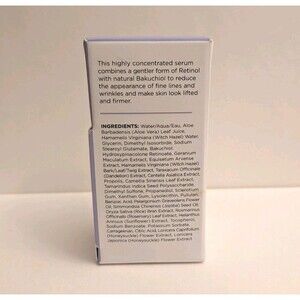 This highly concentrated serum
combines a gentler form of Retinol
with natural Bakuchiol to reduce
the appearance of fine lines and
wrinkles and make skin look lifted
and firmer.
INGREDIENTS: Water/Aqua/Eau, Aloe
Barbadensis (Aloe Vera) Leaf Juice,
Hamamelis Virginiana (Witch Hazel) Water,
Glycerin, Dimethyl Isosorbide, Sodium
Stearoyl Glutamate, Bakuchiol,
Hydroxypinacolone Retinoate, Geranium
Maculatum Extract, Equisetum Arvense
Extract, Hamamelis Virginiana (Witch Hazel)
Bark/Leaf/Twig Extract, Taraxacum Officinale
(Dandelion) Extract, Centella Asiatica Extract,
Propolis, Camellia Sinensis Leaf Extract,
Tamarindus Indica Seed Polysaccharide,
Dimethyl Sulfone, Propanediol, Sclerotium
Gum, Xanthan Gum, Lysolecithin, Pullulan,
Benzoic Acid, Pelargonium Graveolens Flower
Oil, Simmondsia Chinensis (Jojoba) Seed Oil,
Oryza Sativa (Rice) Bran Extract, Rosmarinus
Officinalis (Rosemary) Leaf Extract, Helianthus
Annuus (Sunflower) Extract, Tocopherol,
Benzoic Acid, Potassium Sorbate,
Carrageenan, Citric Acid, Lonicera Caprifolium
(Honeysuckle) Flower Extract, Lonicera
Japonica (Honeysuckle) Flower Extract